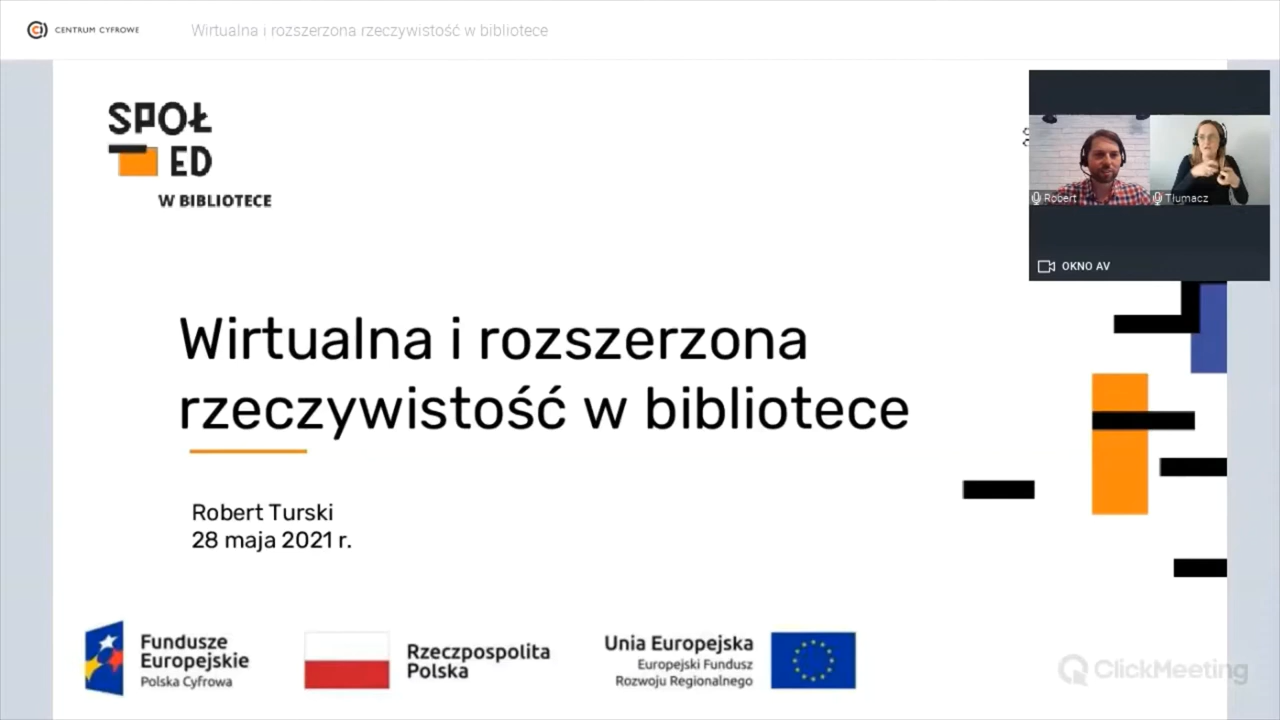 CENTRUM CYFROWE
Wirtualna i rozszerzona rzeczywistość w bibliotece
SPOŁ
ED
W BIBLIOTECE
Robert
Tłumacz
OKNO AV
Wirtualna i rozszerzona
rzeczywistość w bibliotece
Robert Turski
28 maja 2021 r.
Fundusze
Europejskie
Polska Cyfrowa
Rzeczpospolita
Polska
Unia Europejska
Europejski Fundusz
Rozwoju Regionalnego
ClickMeeting